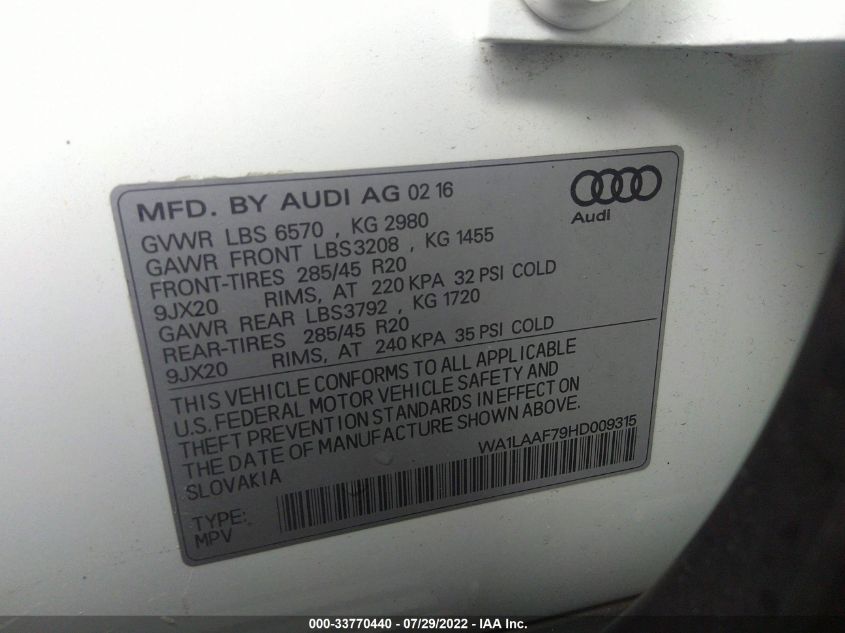 MFD. BY AUDI AG 02 16
Audi
GVWR LBS 6570 , KG 2980
GAWR FRONT LBS3208 , KG 1455
FRONT-TIRES 285/45 R20
9JX20 RIMS, AT 220 KPA 32 PSI COLD
GAWR REAR LBS3792 , KG 1720
REAR-TIRES 285/45 R20
9JX20 RIMS, AT 240 KPA 35 PSI COLD
THIS VEHICLE CONFORMS TO ALL APPLICABLE
U.S. FEDERAL MOTOR VEHICLE SAFETY AND
THEFT PREVENTION STANDARDS IN EFFECT ON
THE DATE OF MANUFACTURE SHOWN ABOVE.
SLOVAKIA
WA1LAAF79HD009315
TYPE:
MPV
000-33770440 - 07/29/2022 - IAA Inc.